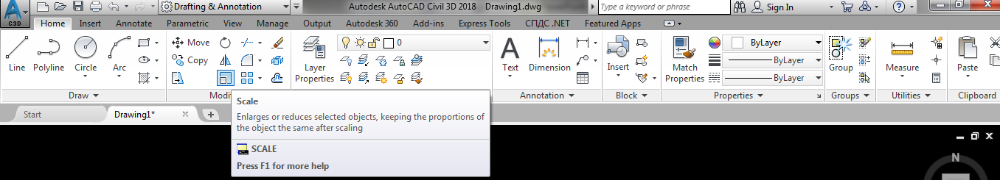 A
C3D
Drafting & Annotation
Autodesk AutoCAD Civil 3D 2018 Drawing1.dwg
Type a keyword or phrase
Sign In
Home Insert Annotate Parametric View Manage Output Autodesk 360 Add-ins Express Tools СПДС .NET Featured Apps
Line
Polyline
Circle
Arc
Draw
Move
Copy
Layer
Properties
0
A
Text
Dimension
Annotation
Insert
Block
Match
Properties
ByLayer
ByLayer
ByLayer
Properties
Group
Groups
Measure
Utilities
Paste
Clipboard
Start
Drawing1*
Scale
Enlarges or reduces selected objects, keeping the proportions of
the object the same after scaling
SCALE
Press F1 for more help
N